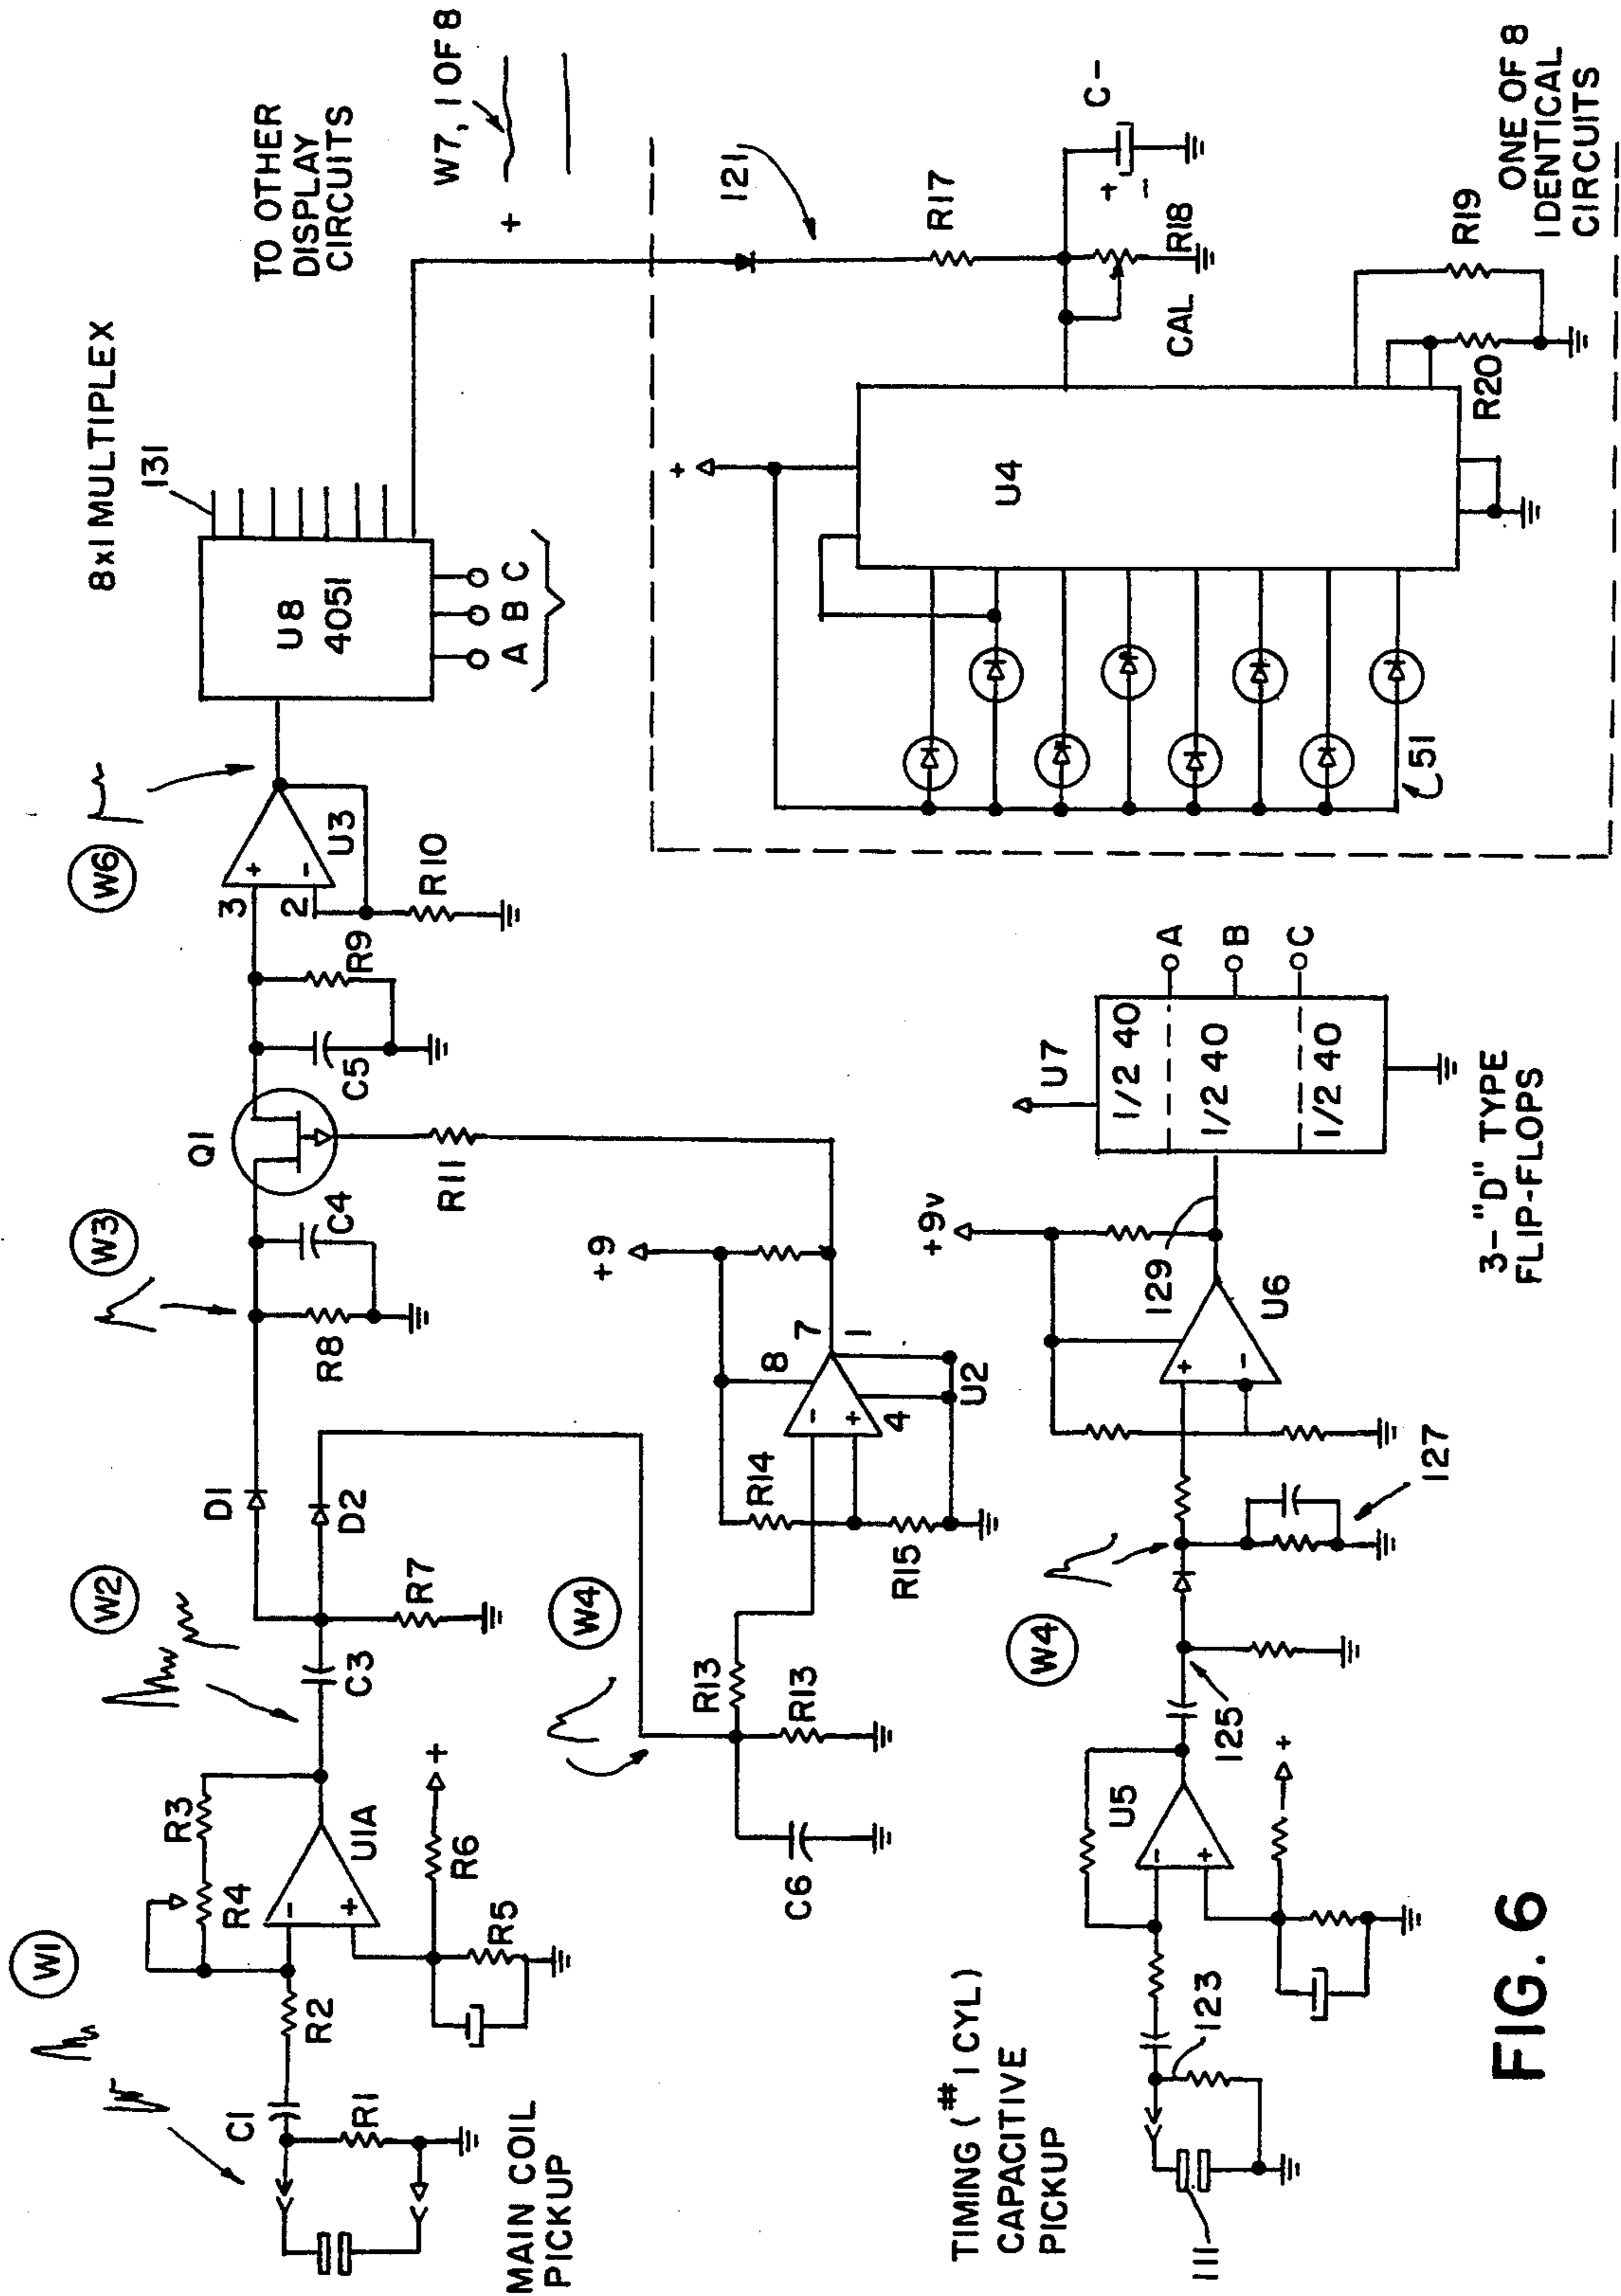 8x1 MULTIPLEX
131
U8
4051
A B C
TO OTHER
DISPLAY
CIRCUITS
W7, 1 OF 8
+
W6
3
+
2
-
U3
R10
R9
C5
Q1
R11
W3
C4
R8
D1
D2
W2
R7
C3
R3
R4
U1A
-
+
R6
+
R5
W1
R2
C1
R1
MAIN COIL
PICKUP
W4
R13
R13
C6
+9
8
7
1
-
+
4
U2
R14
R15
121
R17
C-
+
-
R18
CAL
+
U4
R19
R20
51
ONE OF 8
IDENTICAL
CIRCUITS
TIMING (#1 CYL)
CAPACITIVE
PICKUP
111
123
U5
-
+
+
125
W4
127
+9v
129
+
-
U6
U7
1/2 40
1/2 40
1/2 40
A
B
C
3-"D" TYPE
FLIP-FLOPS
FIG. 6